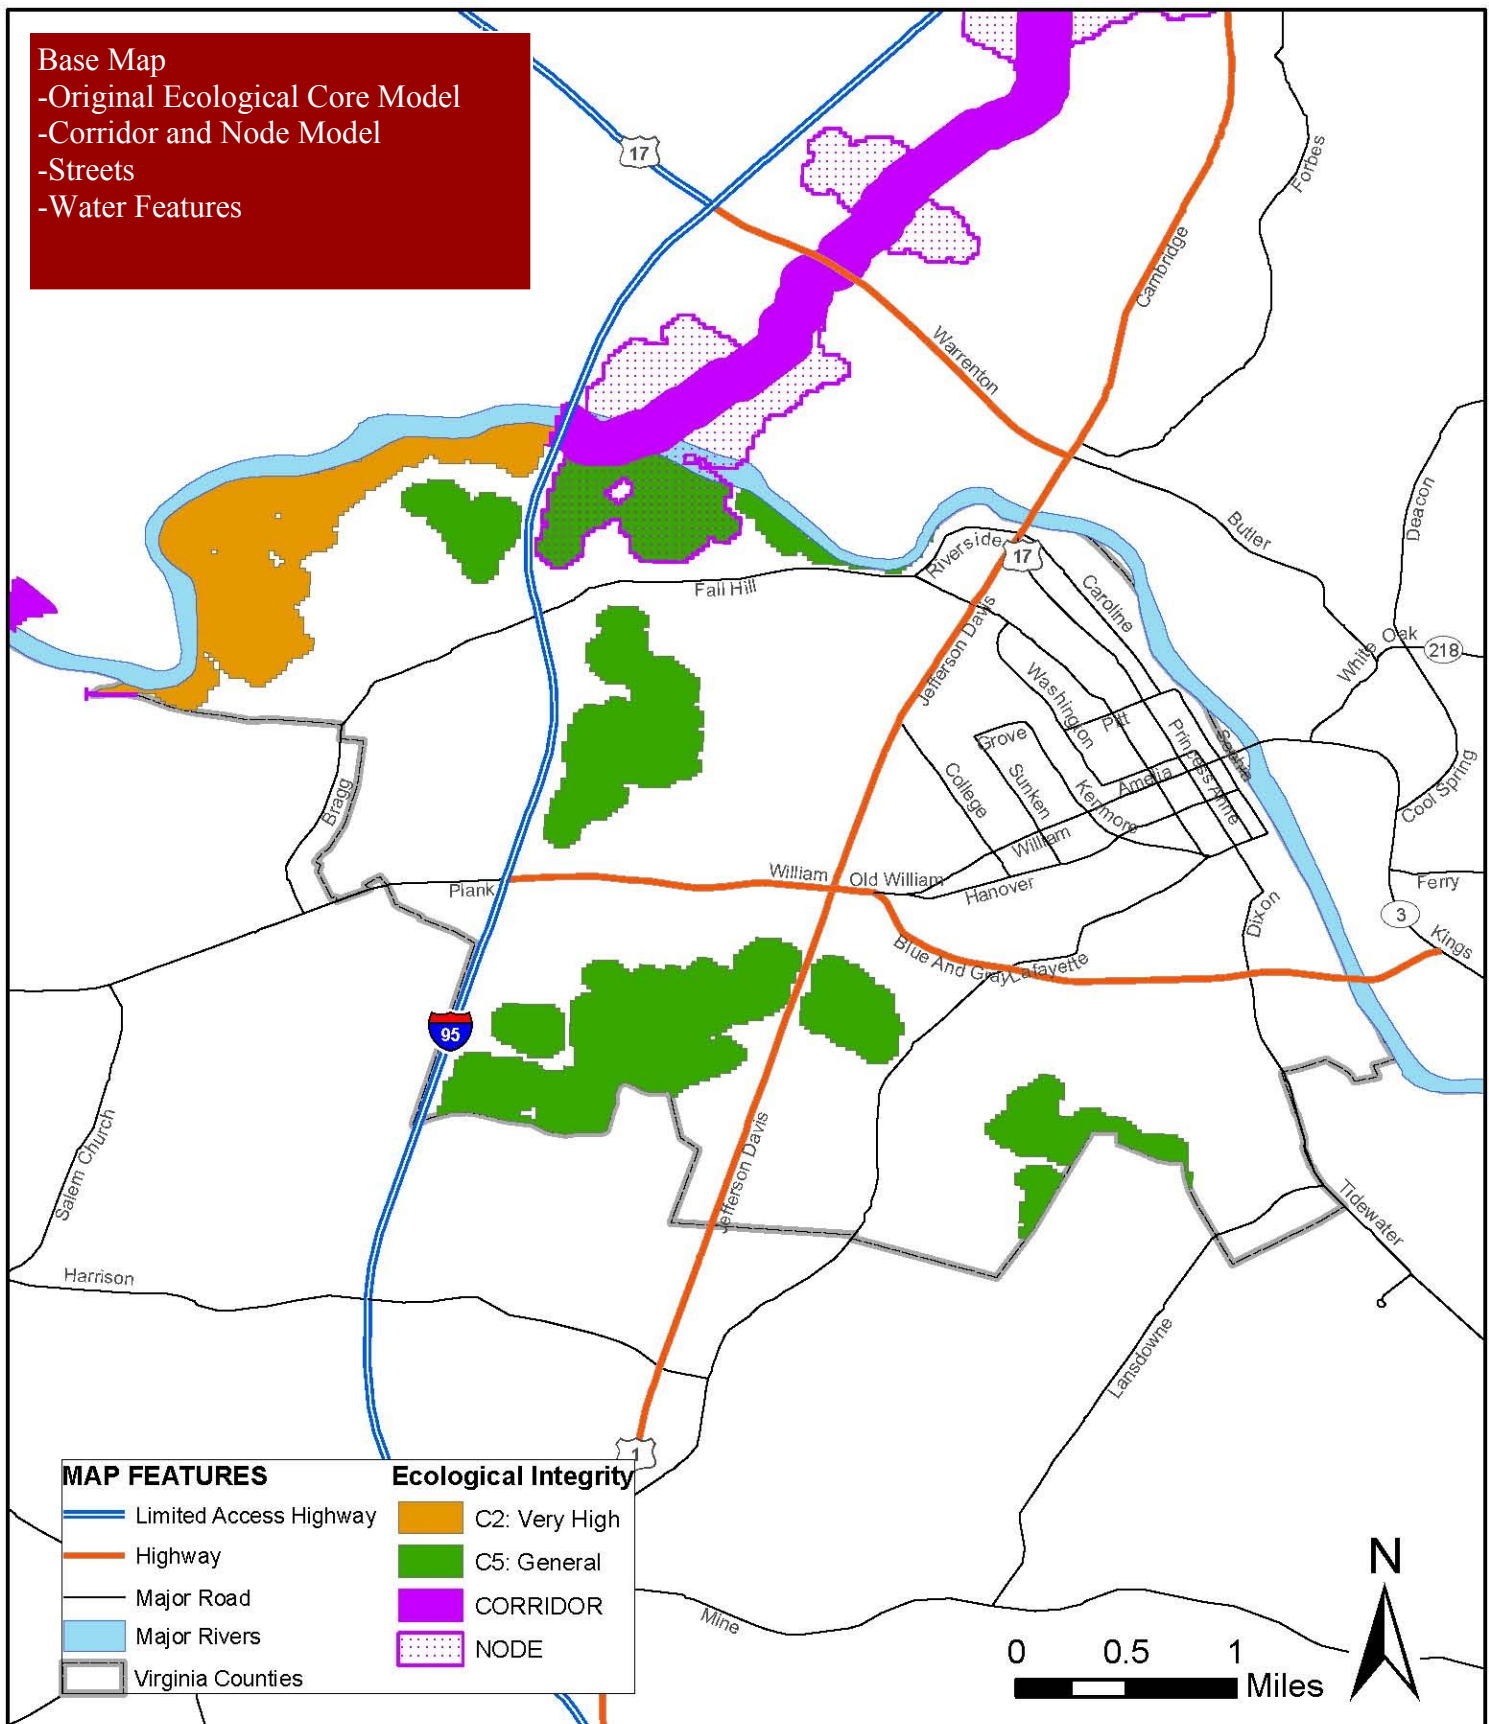 Base Map
-Original Ecological Core Model
-Corridor and Node Model
-Streets
-Water Features
17
Forbes
Cambridge
Warrenton
Deacon
Butler
Riverside
17
Caroline
Fall Hill
Jefferson Davis
White Oak
218
Washington
Pitt
Princess Anne
Sophia
Grove
Sunken
Kenmore
Amelia
College
William
Cool Spring
Bragg
Plank
William
Old William
Hanover
Ferry
3
Kings
Dixon
Blue And Gray
Lafayette
95
Salem Church
Jefferson Davis
Tidewater
Harrison
Lansdowne
1
Mine
MAP FEATURES
Limited Access Highway
Highway
Major Road
Major Rivers
Virginia Counties
Ecological Integrity
C2: Very High
C5: General
CORRIDOR
NODE
N
0 0.5 1
Miles